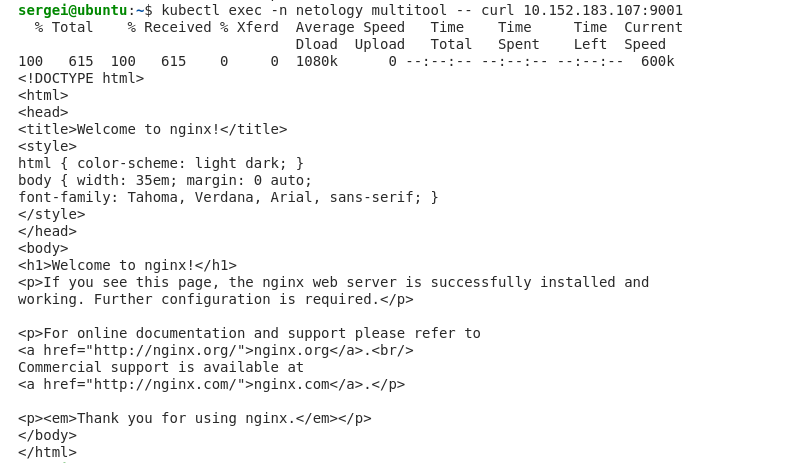 sergei@ubuntu:~$ kubectl exec -n netology multitool -- curl 10.152.183.107:9001
  % Total    % Received % Xferd  Average Speed   Time    Time     Time  Current
                                 Dload  Upload   Total   Spent    Left  Speed
100   615  100   615    0     0  1080k      0 --:--:-- --:--:-- --:--:--  600k
<!DOCTYPE html>
<html>
<head>
<title>Welcome to nginx!</title>
<style>
html { color-scheme: light dark; }
body { width: 35em; margin: 0 auto;
font-family: Tahoma, Verdana, Arial, sans-serif; }
</style>
</head>
<body>
<h1>Welcome to nginx!</h1>
<p>If you see this page, the nginx web server is successfully installed and
working. Further configuration is required.</p>

<p>For online documentation and support please refer to
<a href="http://nginx.org/">nginx.org</a>.<br/>
Commercial support is available at
<a href="http://nginx.com/">nginx.com</a>.</p>

<p><em>Thank you for using nginx.</em></p>
</body>
</html>